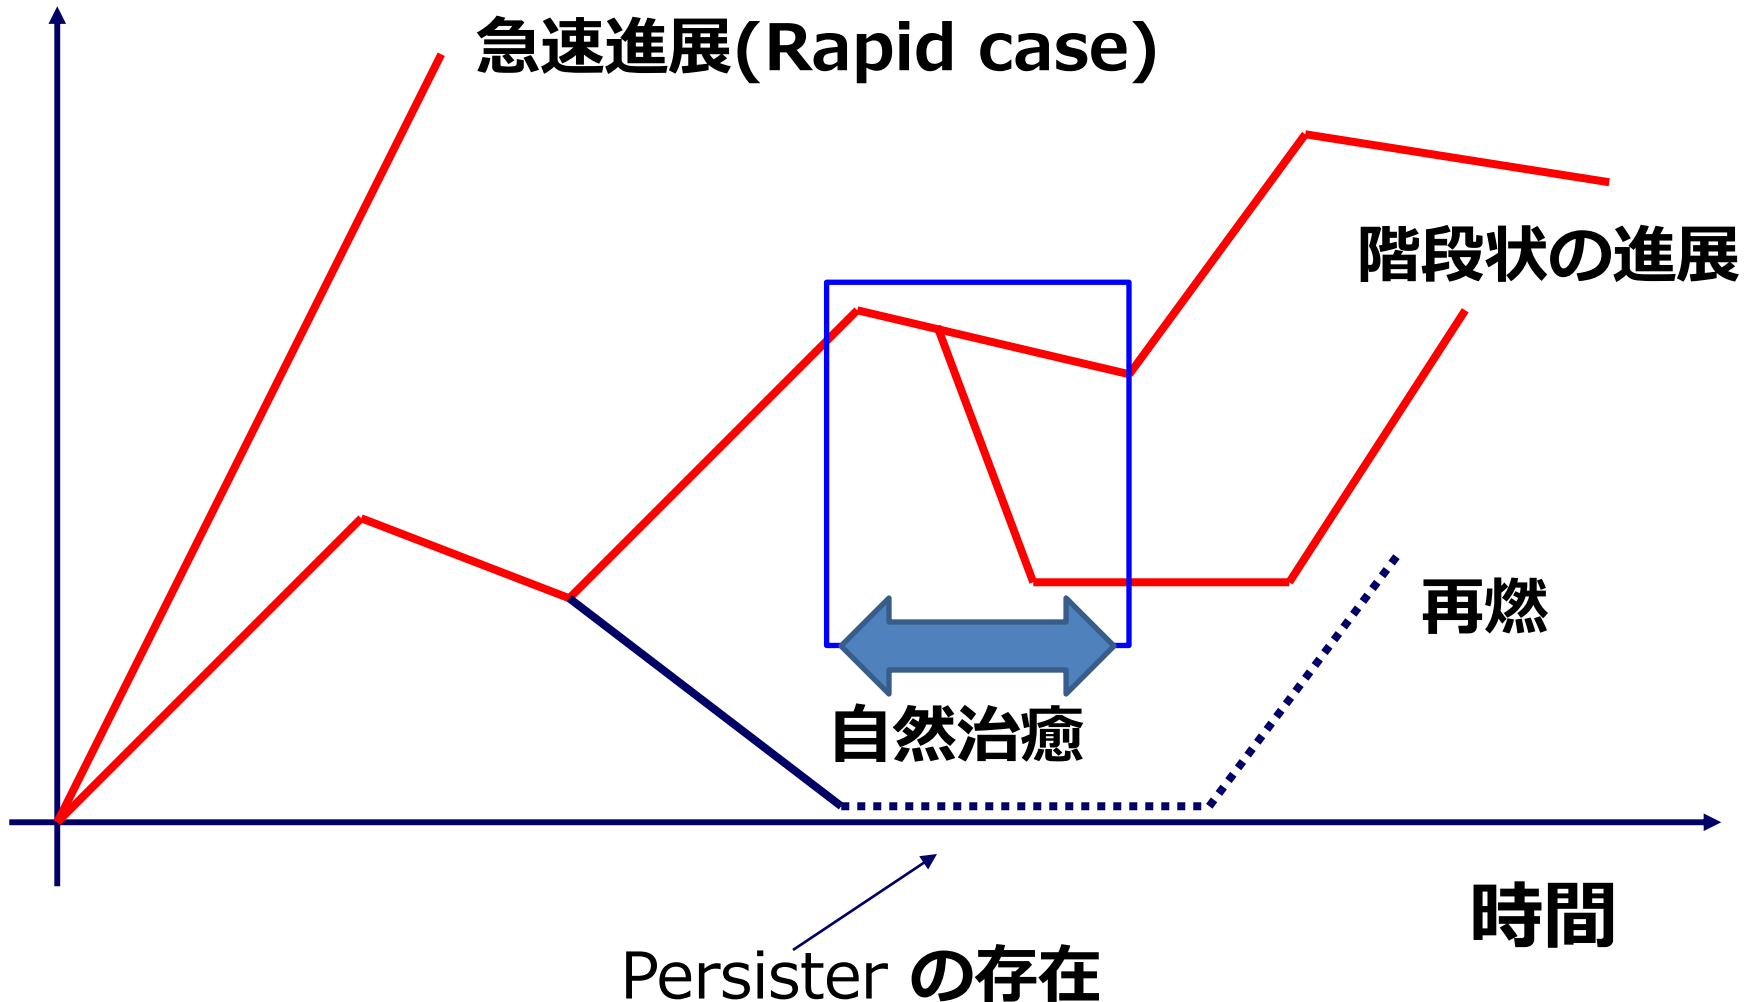 急速進展(Rapid case)
階段状の進展
再燃
自然治癒
時間
Persister の存在